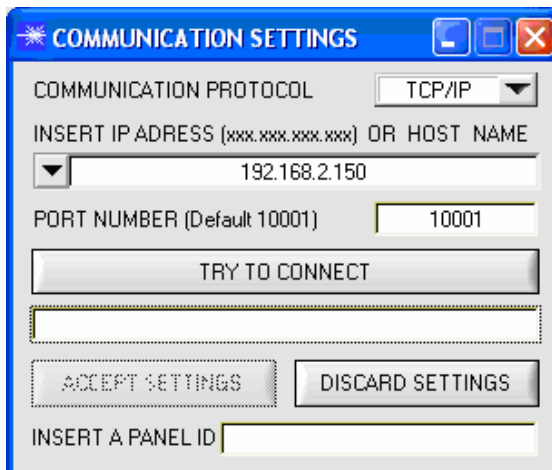 COMMUNICATION SETTINGS
COMMUNICATION PROTOCOL TCP/IP
INSERT IP ADRESS (xxx.xxx.xxx.xxx) OR HOST NAME
192.168.2.150
PORT NUMBER (Default 10001) 10001
TRY TO CONNECT
ACCEPT SETTINGS DISCARD SETTINGS
INSERT A PANEL ID